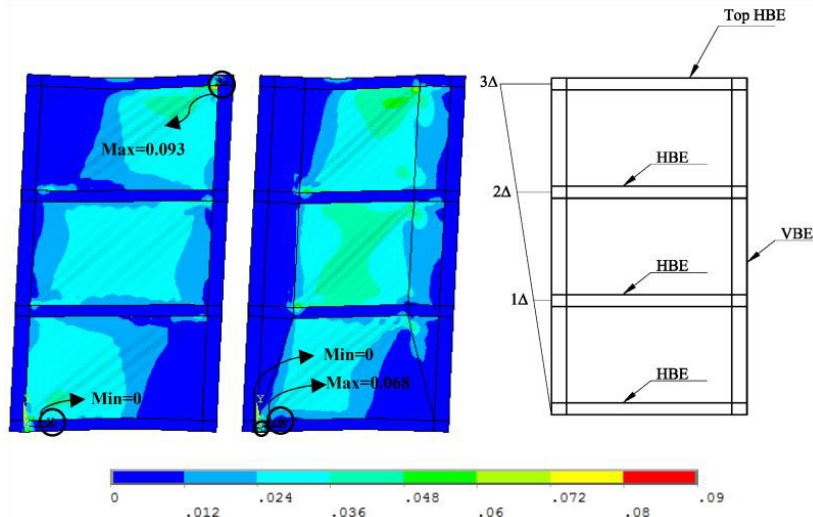 Top HBE
3Δ
Max=0.093
HBE
2Δ
VBE
HBE
1Δ
Min=0
Min=0
Max=0.068
HBE
Y
Y
0 .024 .048 .072 .09
.012 .036 .06 .08